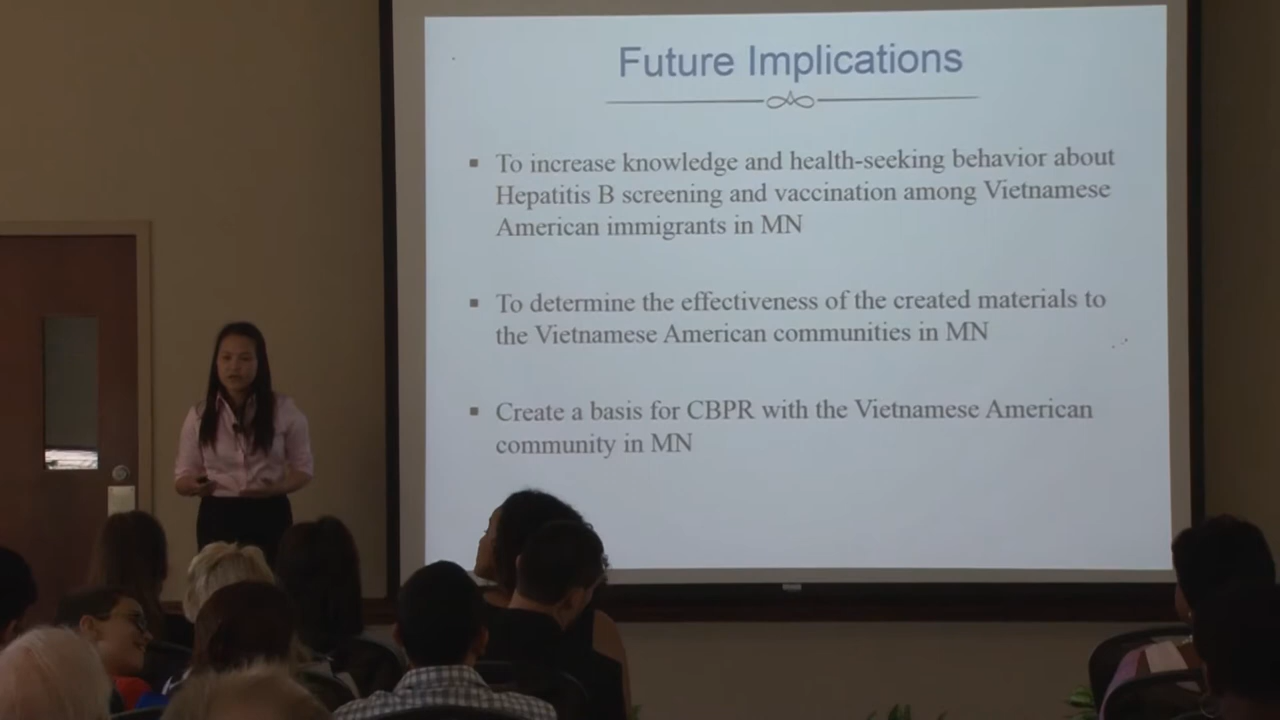 Future Implications
▪ To increase knowledge and health-seeking behavior about
Hepatitis B screening and vaccination among Vietnamese
American immigrants in MN
▪ To determine the effectiveness of the created materials to
the Vietnamese American communities in MN
▪ Create a basis for CBPR with the Vietnamese American
community in MN